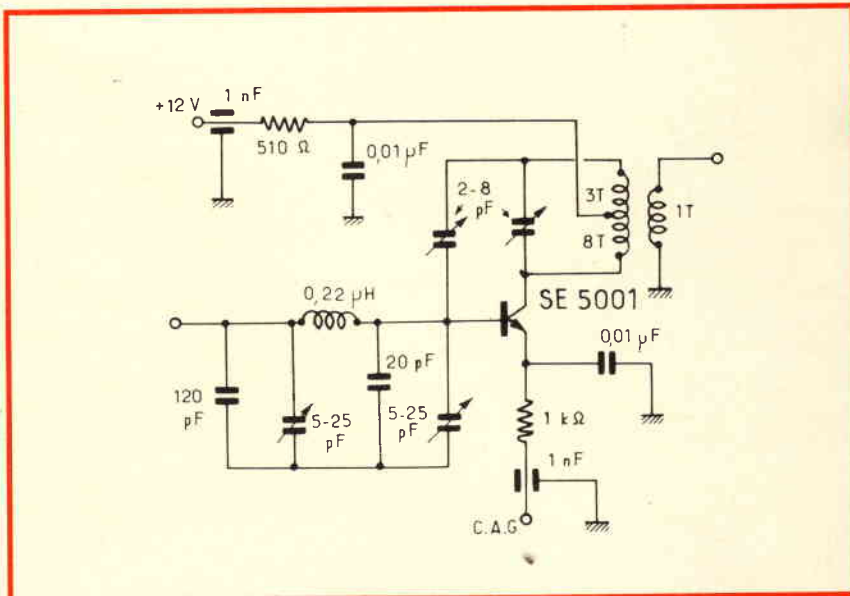 +12 V
1 nF
510 Ω
0,01 µF
2-8
pF
3T
8T
1T
SE 5001
0,22 µH
0,01 µF
120
pF
5-25
pF
20 pF
5-25
pF
1 kΩ
1 nF
C.A.G.